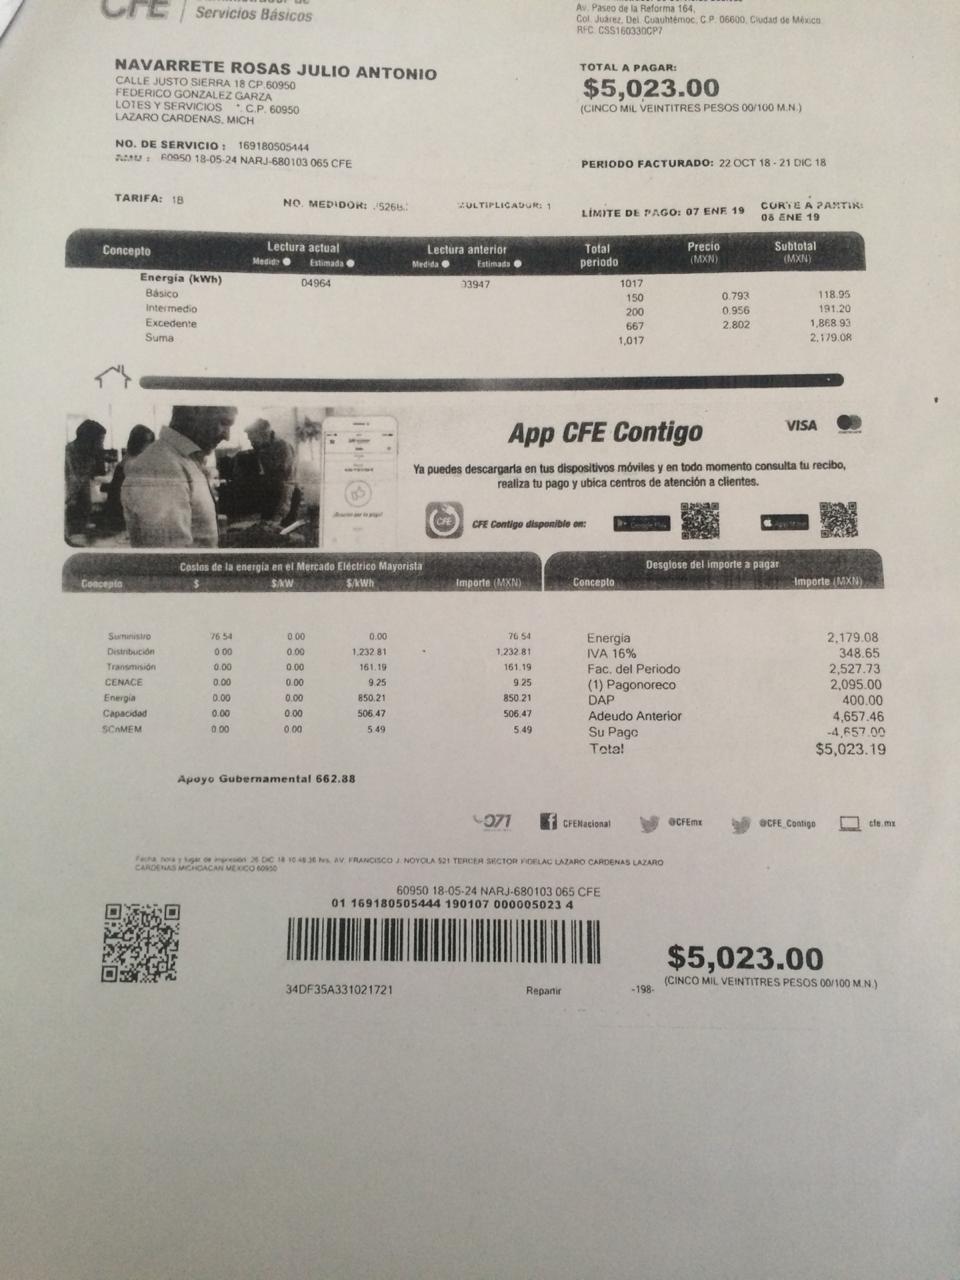 CFE
Servicios Básicos
Av. Paseo de la Reforma 164,
Col. Juárez, Del. Cuauhtémoc, C.P. 06600, Ciudad de México.
RFC. CSS160330CP7
NAVARRETE ROSAS JULIO ANTONIO
CALLE JUSTO SIERRA 18 CP.60950
FEDERICO GONZALEZ GARZA
LOTES Y SERVICIOS *. C.P. 60950
LAZARO CARDENAS, MICH
TOTAL A PAGAR:
$5,023.00
(CINCO MIL VEINTITRES PESOS 00/100 M.N.)
NO. DE SERVICIO : 169180505444
60950 18-05-24 NARJ-680103 065 CFE
PERIODO FACTURADO: 22 OCT 18 - 21 DIC 18
TARIFA: 1B
NO. MEDIDOR:
MULTIPLICADOR: 1
LÍMITE DE PAGO: 07 ENE 19
CORTE A PARTIR:
08 ENE 19
Concepto Lectura actual Lectura anterior Total periodo Precio (MXN) Subtotal (MXN)
Medida Estimada Medida Estimada
Energía (kWh) 04964 03947 1017
Básico 150 0.793 118.95
Intermedio 200 0.956 191.20
Excedente 667 2.802 1,868.93
Suma 1,017 2,179.08
App CFE Contigo
VISA
Ya puedes descargarla en tus dispositivos móviles y en todo momento consulta tu recibo,
realiza tu pago y ubica centros de atención a clientes.
CFE
CFE Contigo disponible en:
Google Play
App Store
Costos de la energía en el Mercado Eléctrico Mayorista
Concepto $ $/kW $/kWh Importe (MXN)
Suministro 76.54 0.00 0.00 76.54
Distribución 0.00 0.00 1,232.81 1,232.81
Transmisión 0.00 0.00 161.19 161.19
CENACE 0.00 0.00 9.25 9.25
Energía 0.00 0.00 850.21 850.21
Capacidad 0.00 0.00 506.47 506.47
SCnMEM 0.00 0.00 5.49 5.49
Apoyo Gubernamental 662.88
Desglose del importe a pagar
Concepto Importe (MXN)
Energía 2,179.08
IVA 16% 348.65
Fac. del Periodo 2,527.73
(1) Pagonoreco 2,095.00
DAP 400.00
Adeudo Anterior 4,657.46
Su Pago -4,657.00
Total $5,023.19
071
CFENacional
@CFEmx
@CFE_Contigo
cfe.mx
Fecha, hora y lugar de impresión: 26 DIC 18 10:48:36 hrs. AV. FRANCISCO J. NOYOLA 521 TERCER SECTOR FIDELAC LAZARO CARDENAS LAZARO
CARDENAS MICHOACAN MEXICO 60950
60950 18-05-24 NARJ-680103 065 CFE
01 169180505444 190107 000005023 4
34DF35A331021721
Repartir
-198-
$5,023.00
(CINCO MIL VEINTITRES PESOS 00/100 M.N.)